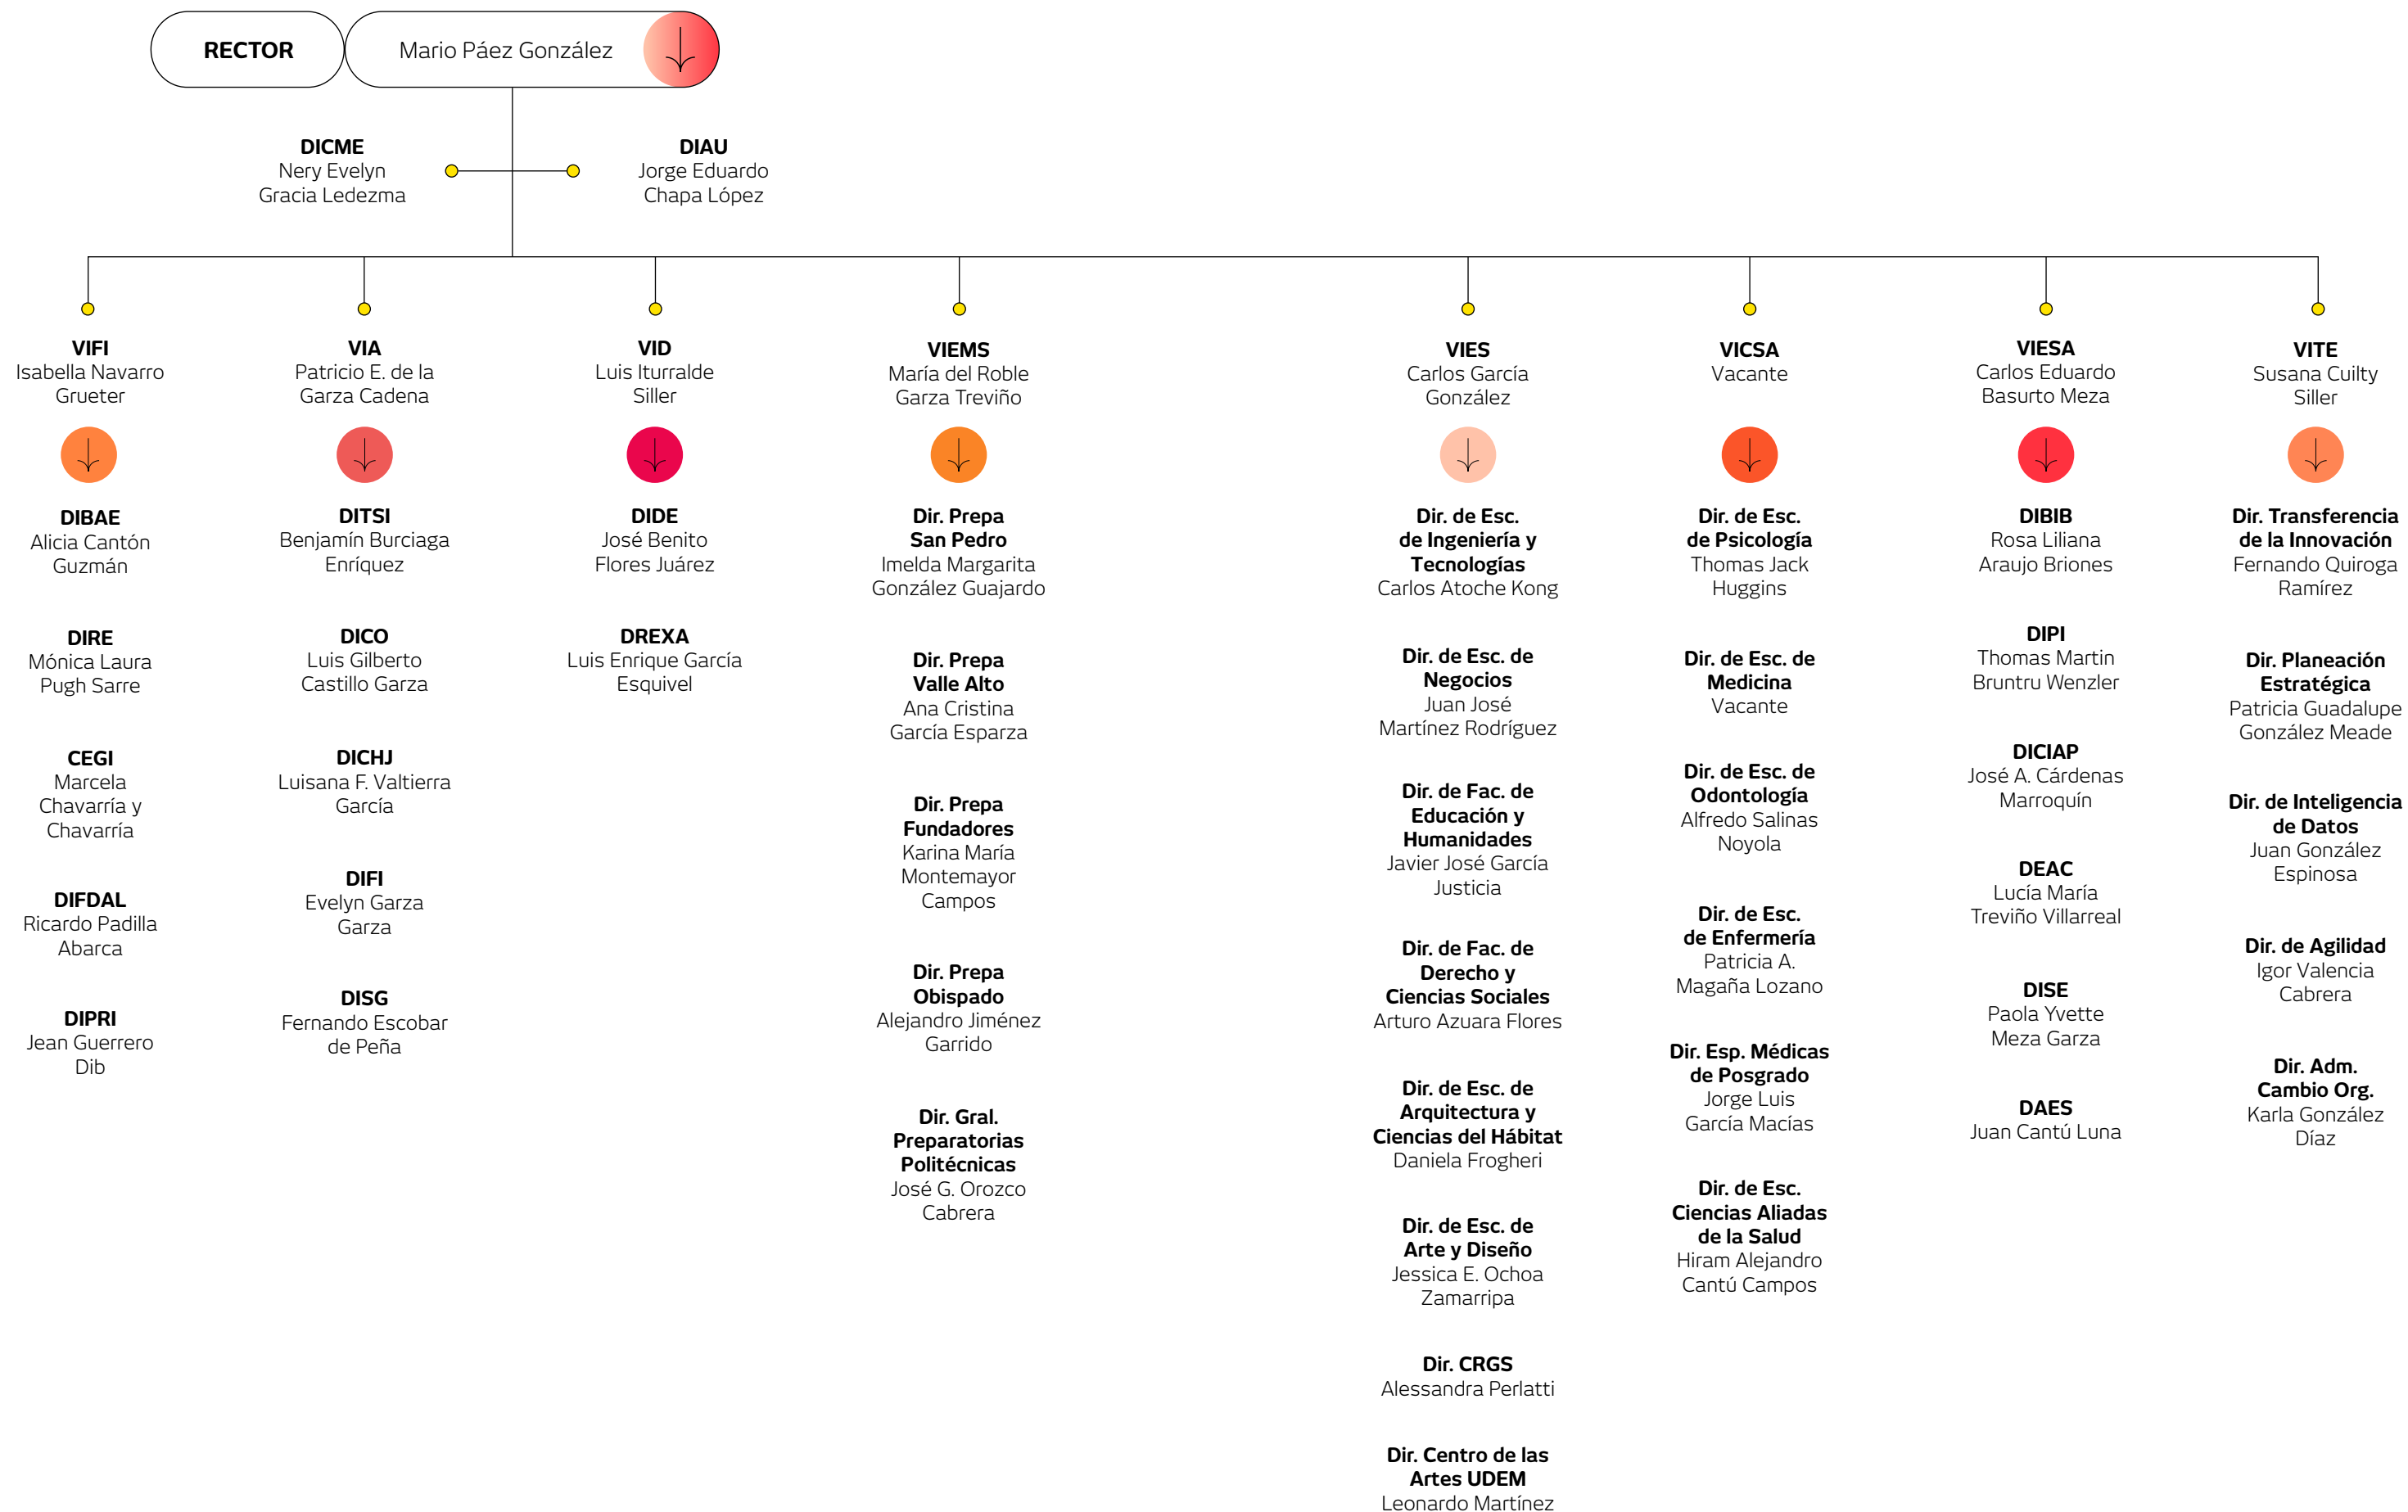 RECTOR
Mario Páez González
DICME
Nery Evelyn
Gracia Ledezma
DIAU
Jorge Eduardo
Chapa López
VIFI
Isabella Navarro
Grueter
DIBAE
Alicia Cantón
Guzmán
DIRE
Mónica Laura
Pugh Sarre
CEGI
Marcela
Chavarría y
Chavarría
DIFDAL
Ricardo Padilla
Abarca
DIPRI
Jean Guerrero
Dib
VIA
Patricio E. de la
Garza Cadena
DITSI
Benjamín Burciaga
Enríquez
DICO
Luis Gilberto
Castillo Garza
DICHJ
Luisana F. Valtierra
García
DIFI
Evelyn Garza
Garza
DISG
Fernando Escobar
de Peña
VID
Luis Iturralde
Siller
DIDE
José Benito
Flores Juárez
DREXA
Luis Enrique García
Esquivel
VIEMS
María del Roble
Garza Treviño
Dir. Prepa
San Pedro
Imelda Margarita
González Guajardo
Dir. Prepa
Valle Alto
Ana Cristina
García Esparza
Dir. Prepa
Fundadores
Karina María
Montemayor
Campos
Dir. Prepa
Obispado
Alejandro Jiménez
Garrido
Dir. Gral.
Preparatorias
Politécnicas
José G. Orozco
Cabrera
VIES
Carlos García
González
Dir. de Esc.
de Ingeniería y
Tecnologías
Carlos Atoche Kong
Dir. de Esc. de
Negocios
Juan José
Martínez Rodríguez
Dir. de Fac. de
Educación y
Humanidades
Javier José García
Justicia
Dir. de Fac. de
Derecho y
Ciencias Sociales
Arturo Azuara Flores
Dir. de Esc. de
Arquitectura y
Ciencias del Hábitat
Daniela Frogheri
Dir. de Esc. de
Arte y Diseño
Jessica E. Ochoa
Zamarripa
Dir. CRGS
Alessandra Perlatti
Dir. Centro de las
Artes UDEM
Leonardo Martínez
VICSA
Vacante
Dir. de Esc.
de Psicología
Thomas Jack
Huggins
Dir. de Esc. de
Medicina
Vacante
Dir. de Esc. de
Odontología
Alfredo Salinas
Noyola
Dir. de Esc.
de Enfermería
Patricia A.
Magaña Lozano
Dir. Esp. Médicas
de Posgrado
Jorge Luis
García Macías
Dir. de Esc.
Ciencias Aliadas
de la Salud
Hiram Alejandro
Cantú Campos
VIESA
Carlos Eduardo
Basurto Meza
DIBIB
Rosa Liliana
Araujo Briones
DIPI
Thomas Martin
Bruntru Wenzler
DICIAP
José A. Cárdenas
Marroquín
DEAC
Lucía María
Treviño Villarreal
DISE
Paola Yvette
Meza Garza
DAES
Juan Cantú Luna
VITE
Susana Cuilty
Siller
Dir. Transferencia
de la Innovación
Fernando Quiroga
Ramírez
Dir. Planeación
Estratégica
Patricia Guadalupe
González Meade
Dir. de Inteligencia
de Datos
Juan González
Espinosa
Dir. de Agilidad
Igor Valencia
Cabrera
Dir. Adm.
Cambio Org.
Karla González
Díaz